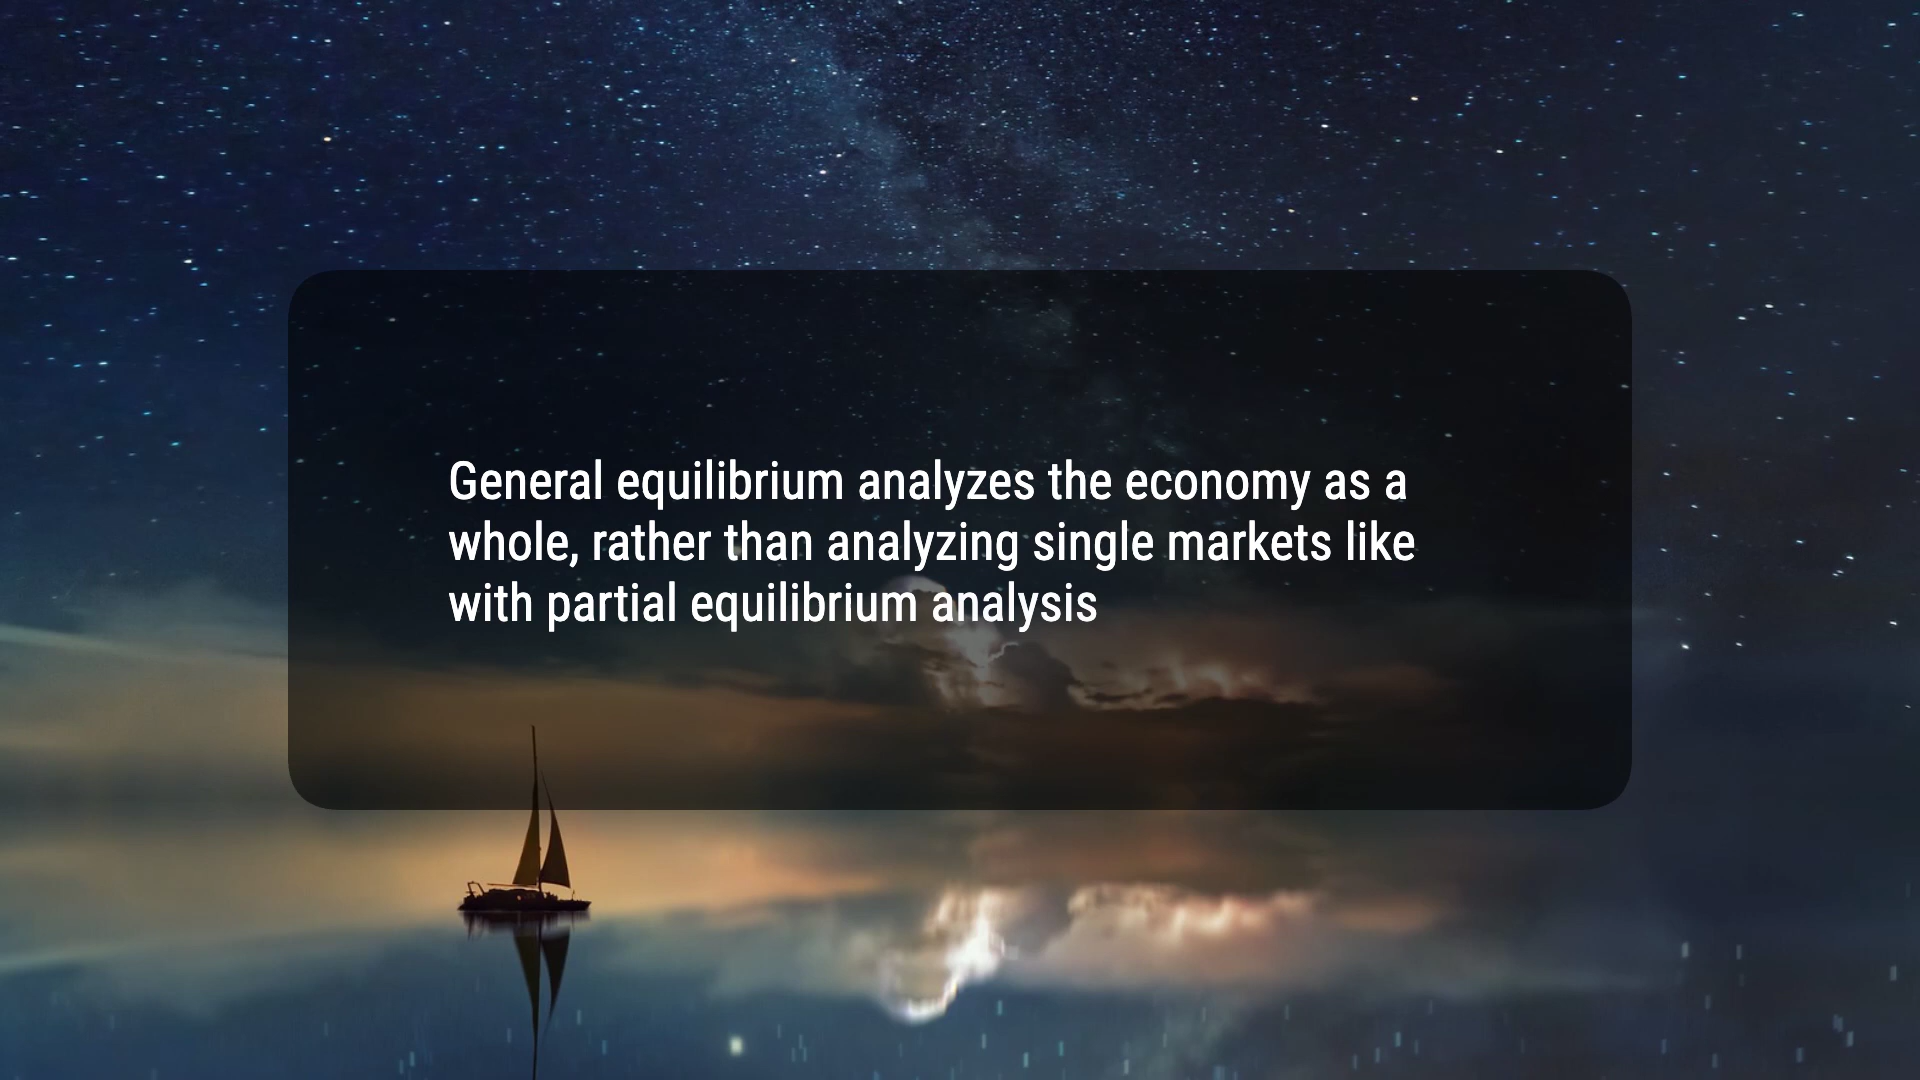 General equilibrium analyzes the economy as a
whole, rather than analyzing single markets like
with partial equilibrium analysis